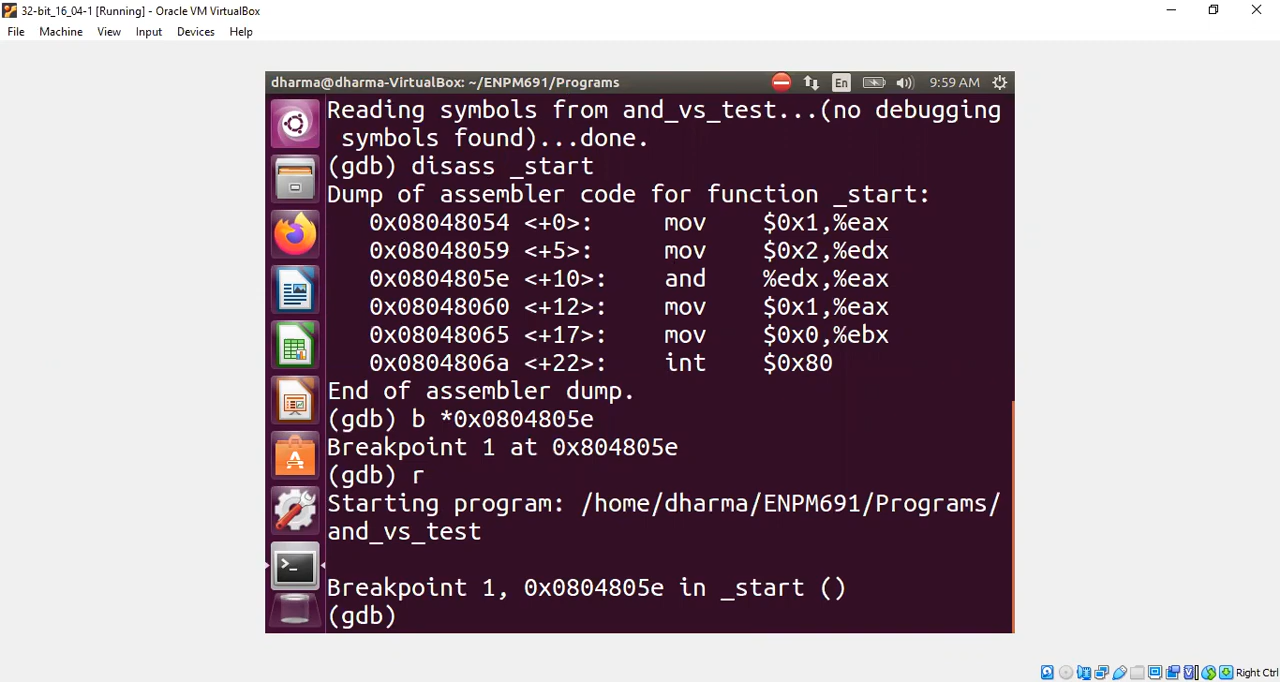 32-bit_16_04-1 [Running] - Oracle VM VirtualBox
File Machine View Input Devices Help
dharma@dharma-VirtualBox: ~/ENPM691/Programs En 9:59 AM
Reading symbols from and_vs_test...(no debugging
symbols found)...done.
(gdb) disass _start
Dump of assembler code for function _start:
0x08048054 <+0>: mov $0x1,%eax
0x08048059 <+5>: mov $0x2,%edx
0x0804805e <+10>: and %edx,%eax
0x08048060 <+12>: mov $0x1,%eax
0x08048065 <+17>: mov $0x0,%ebx
0x0804806a <+22>: int $0x80
End of assembler dump.
(gdb) b *0x0804805e
Breakpoint 1 at 0x804805e
(gdb) r
Starting program: /home/dharma/ENPM691/Programs/
and_vs_test
Breakpoint 1, 0x0804805e in _start ()
(gdb)
Right Ctrl